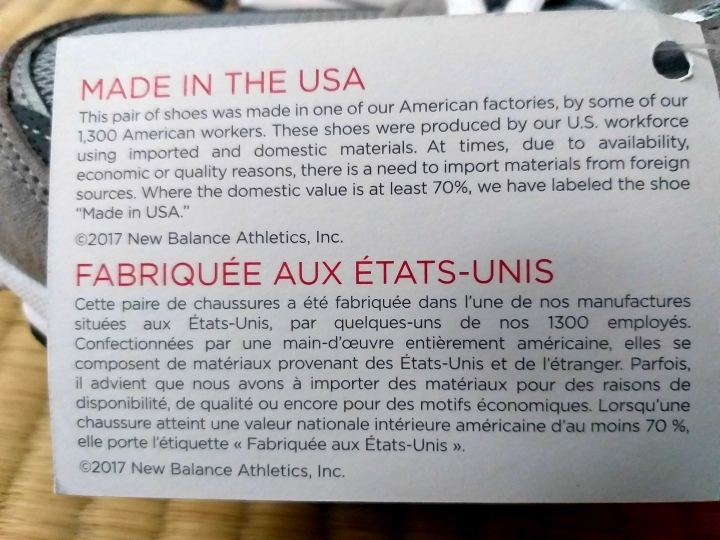 MADE IN THE USA
This pair of shoes was made in one of our American factories, by some of our
1,300 American workers. These shoes were produced by our U.S. workforce
using imported and domestic materials. At times, due to availability,
economic or quality reasons, there is a need to import materials from foreign
sources. Where the domestic value is at least 70%, we have labeled the shoe
“Made in USA.”
©2017 New Balance Athletics, Inc.
FABRIQUÉE AUX ÉTATS-UNIS
Cette paire de chaussures a été fabriquée dans l’une de nos manufactures
situées aux États-Unis, par quelques-uns de nos 1300 employés.
Confectionnées par une main-d’œuvre entièrement américaine, elles se
composent de matériaux provenant des États-Unis et de l’étranger. Parfois,
il advient que nous avons à importer des matériaux pour des raisons de
disponibilité, de qualité ou encore pour des motifs économiques. Lorsqu’une
chaussure atteint une valeur nationale intérieure américaine d’au moins 70 %,
elle porte l’étiquette « Fabriquée aux États-Unis ».
©2017 New Balance Athletics, Inc.